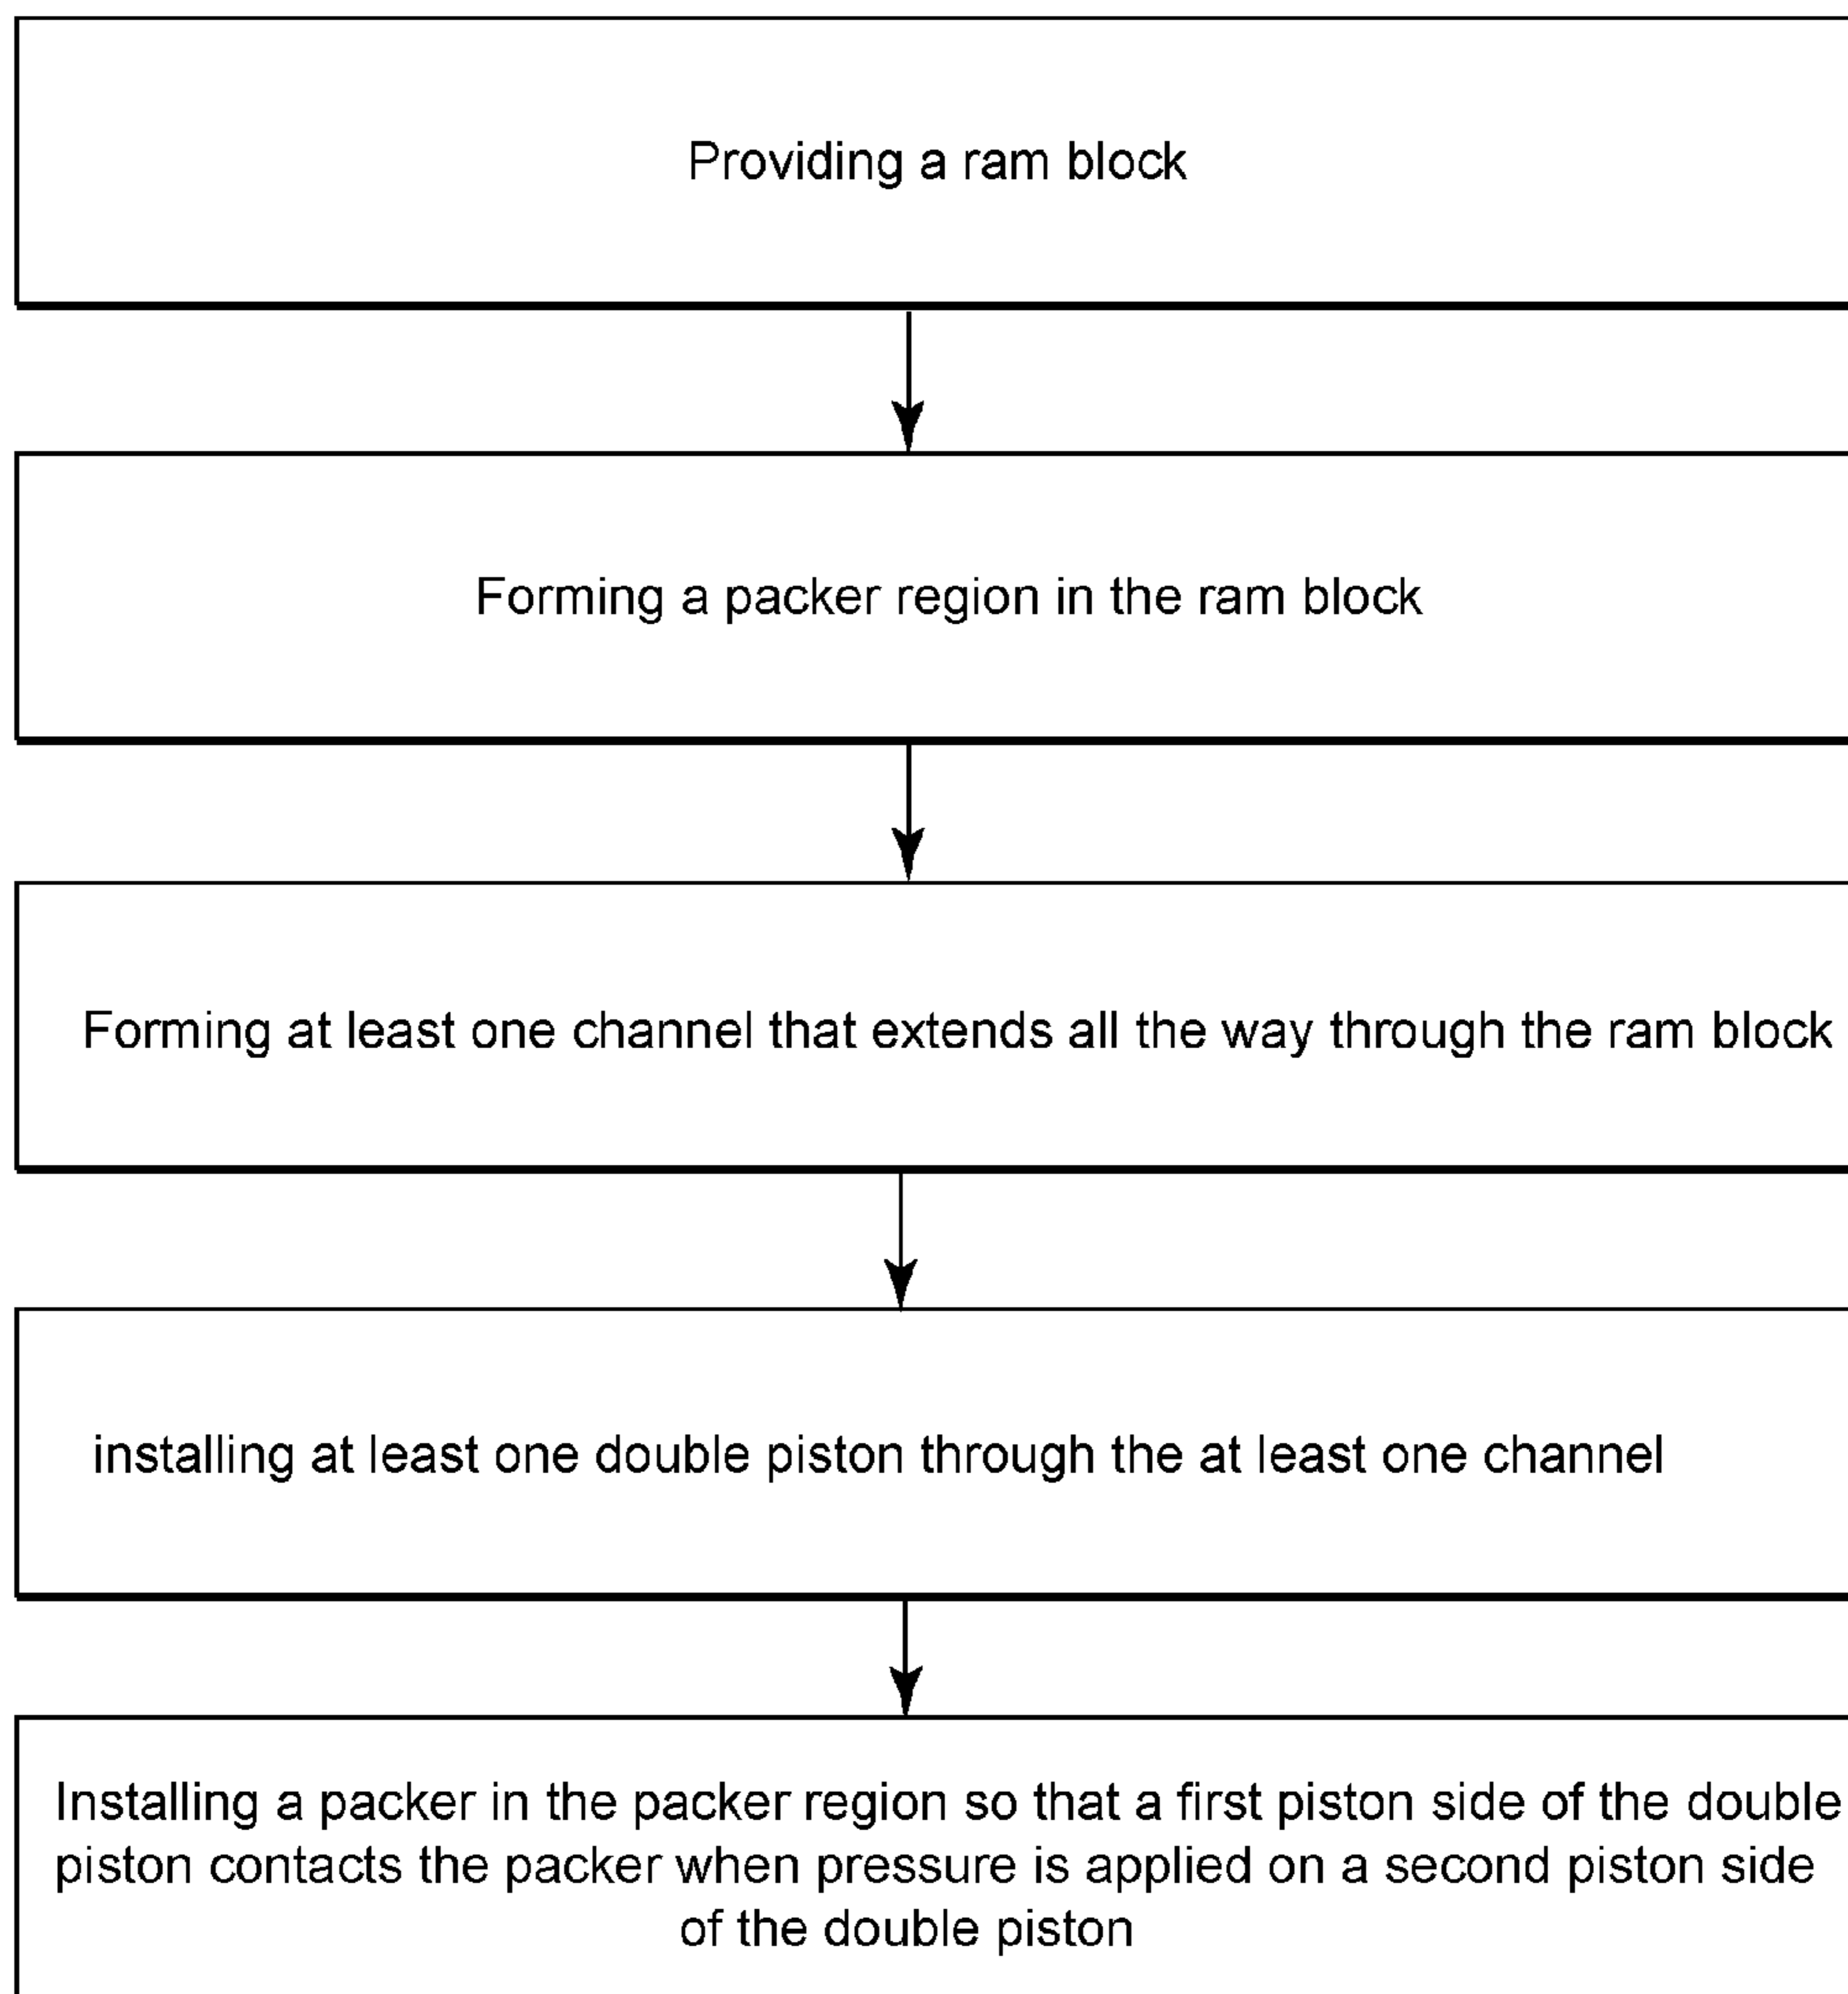 Providing a ram block
Forming a packer region in the ram block
Forming at least one channel that extends all the way through the ram block
installing at least one double piston through the at least one channel
Installing a packer in the packer region so that a first piston side of the double
piston contacts the packer when pressure is applied on a second piston side
of the double piston